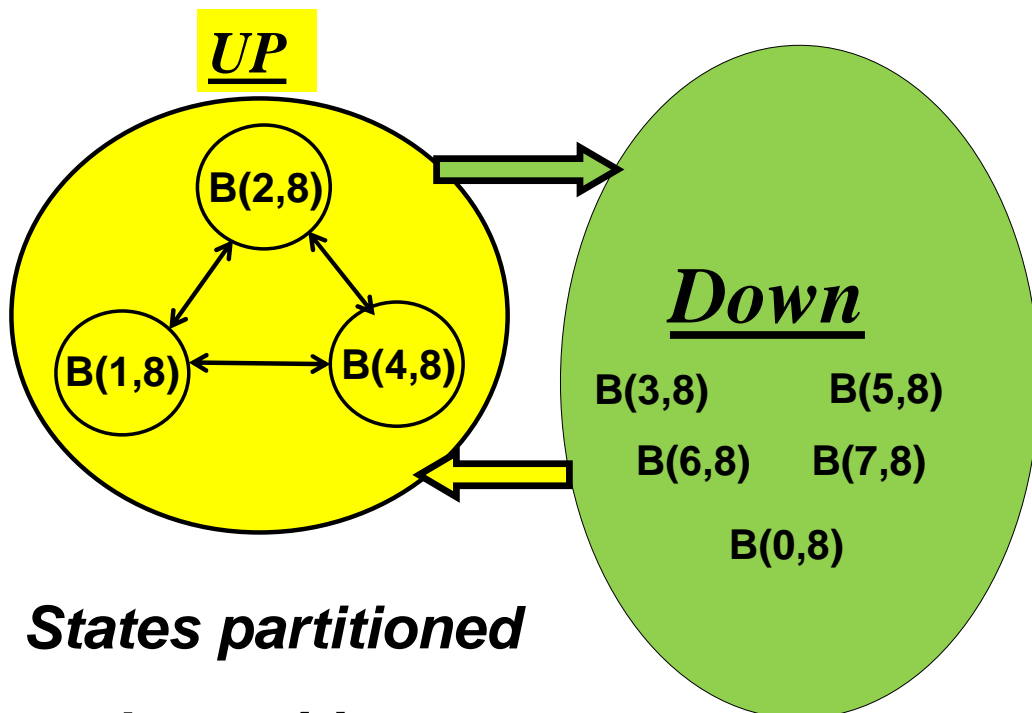 UP
B(2,8)
B(1,8)
B(4,8)
Down
B(3,8)
B(5,8)
B(6,8)
B(7,8)
B(0,8)
States partitioned